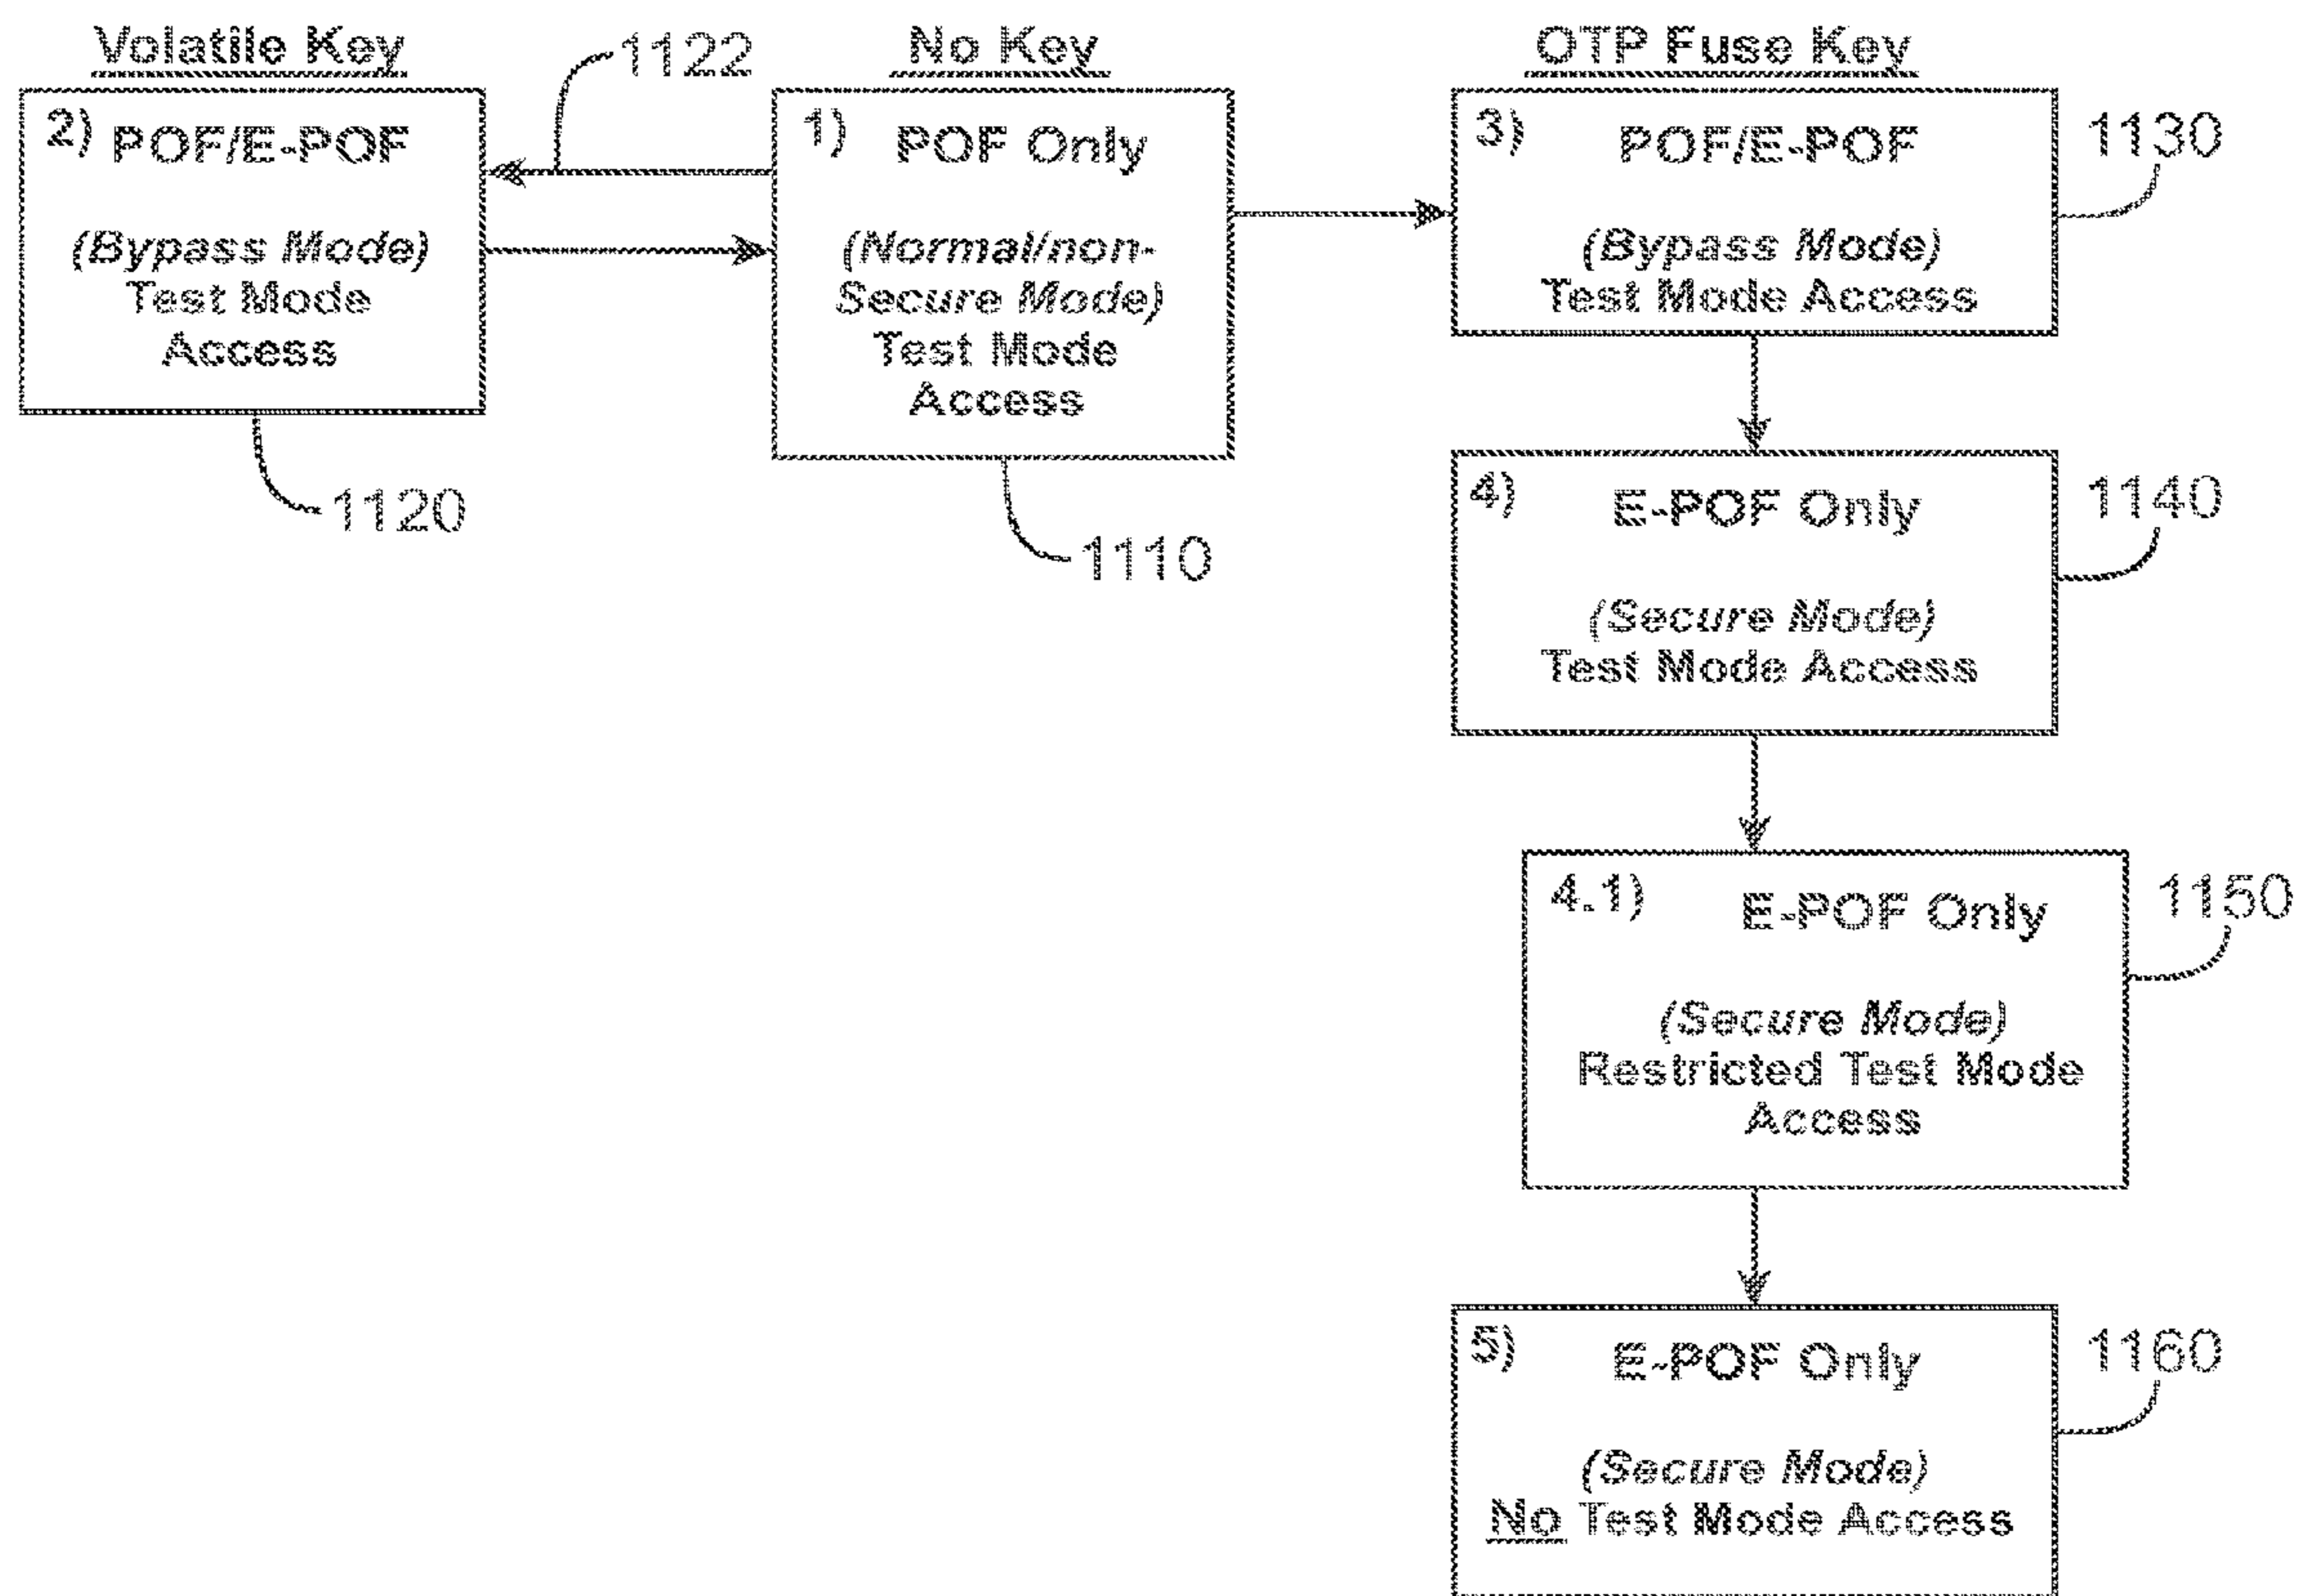 Volatile Key
1122
No Key
OTP Fuse Key
2) POF/E-POF
(Bypass Mode)
Test Mode
Access
1120
1) POF Only
(Normal/non-
Secure Mode)
Test Mode
Access
1110
3) POF/E-POF
(Bypass Mode)
Test Mode Access
1130
4) E-POF Only
(Secure Mode)
Test Mode Access
1140
4.1) E-POF Only
(Secure Mode)
Restricted Test Mode
Access
1150
5) E-POF Only
(Secure Mode)
No Test Mode Access
1160